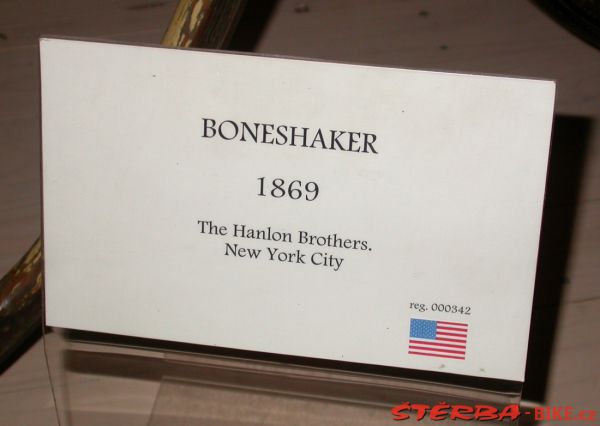 BONESHAKER
1869
The Hanlon Brothers.
New York City
reg. 000342
ŠTĚRBA-BIKE.cz